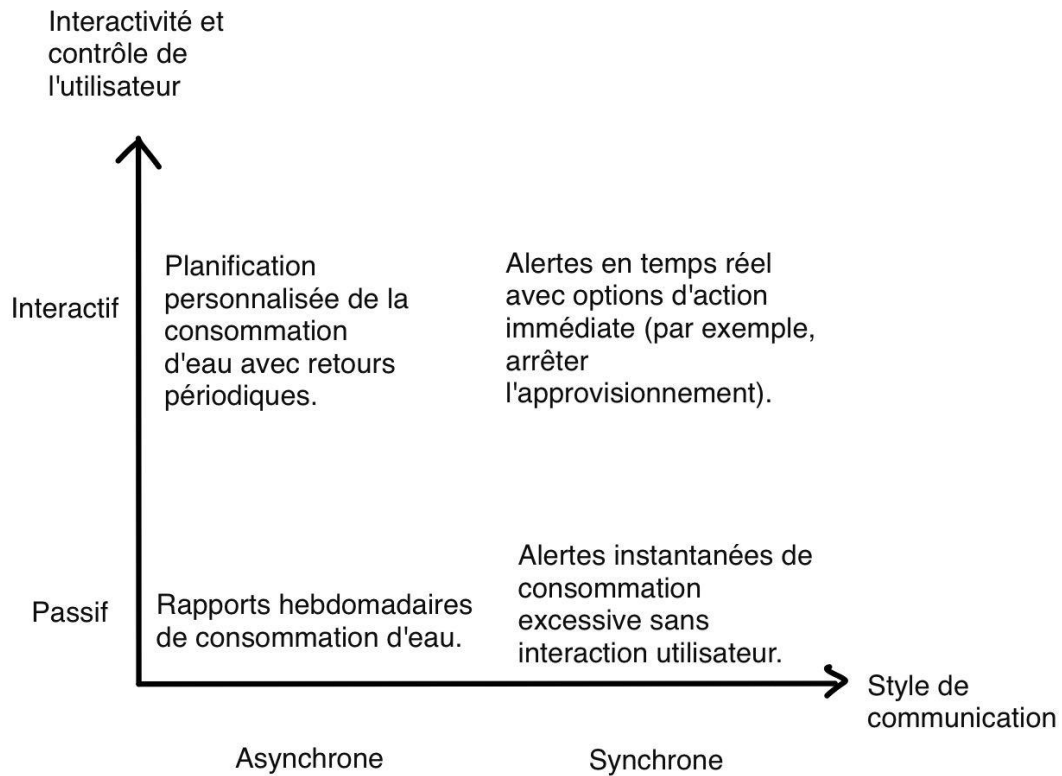 Interactivité et
contrôle de
l'utilisateur
Interactif
Planification
personnalisée de la
consommation
d'eau avec retours
périodiques.
Alertes en temps réel
avec options d'action
immédiate (par exemple,
arrêter
l'approvisionnement).
Passif
Rapports hebdomadaires
de consommation d'eau.
Alertes instantanées de
consommation
excessive sans
interaction utilisateur.
Style de
communication
Asynchrone
Synchrone